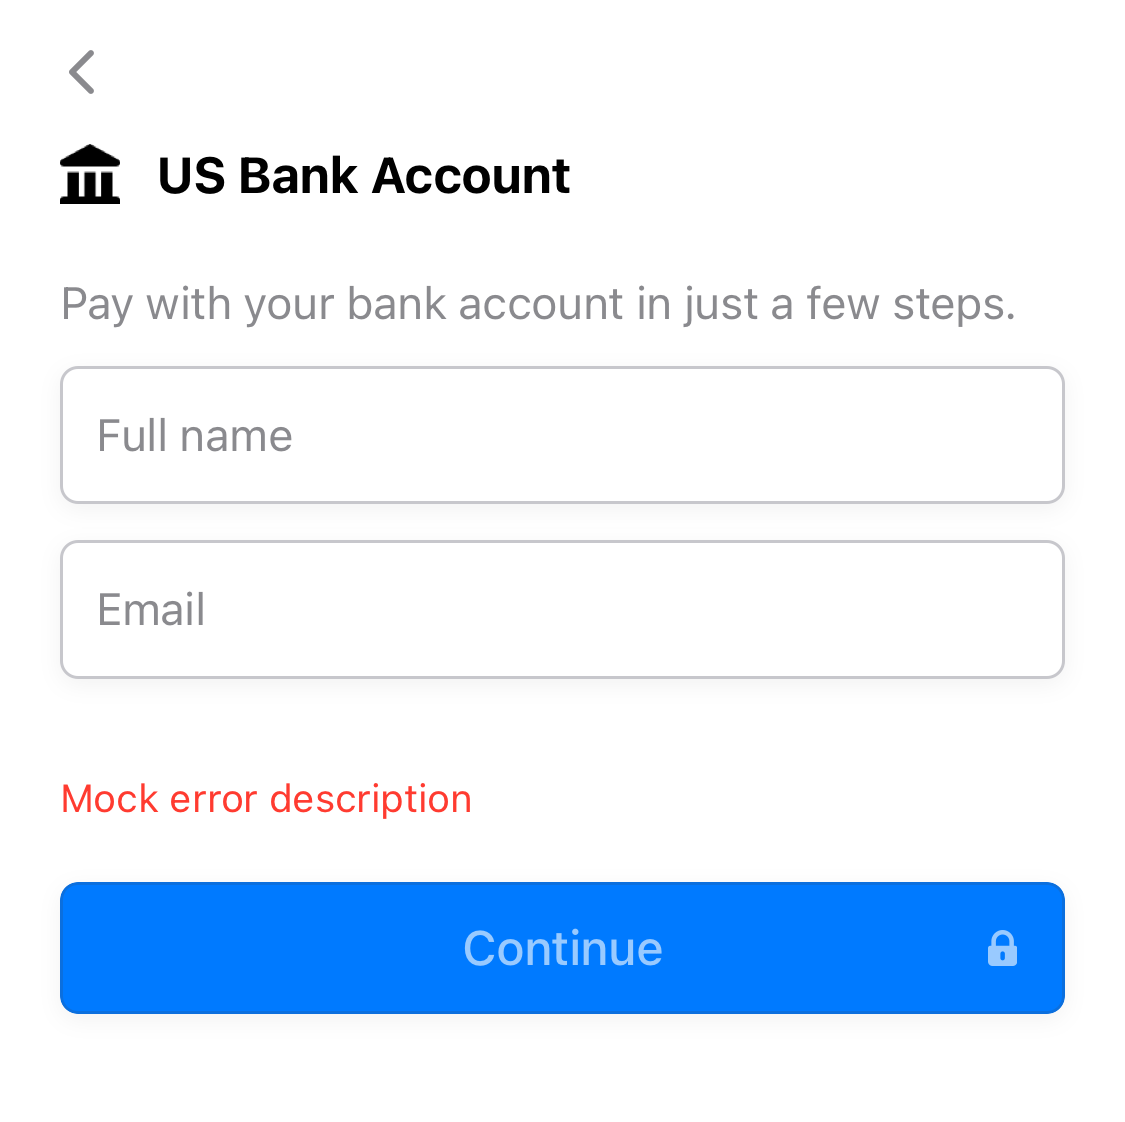 US Bank Account
Pay with your bank account in just a few steps.
Full name
Email
Mock error description
Continue